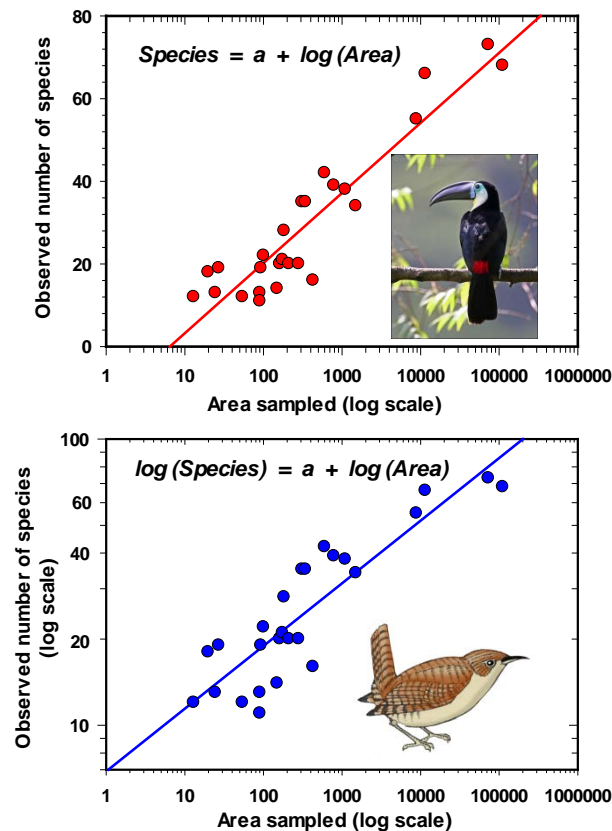 80
Species = a + log (Area)
60
40
20
0
Observed number of species
1 10 100 1000 10000 100000 1000000
Area sampled (log scale)
100
log (Species) = a + log (Area)
40
20
10
Observed number of species
(log scale)
1 10 100 1000 10000 100000 1000000
Area sampled (log scale)